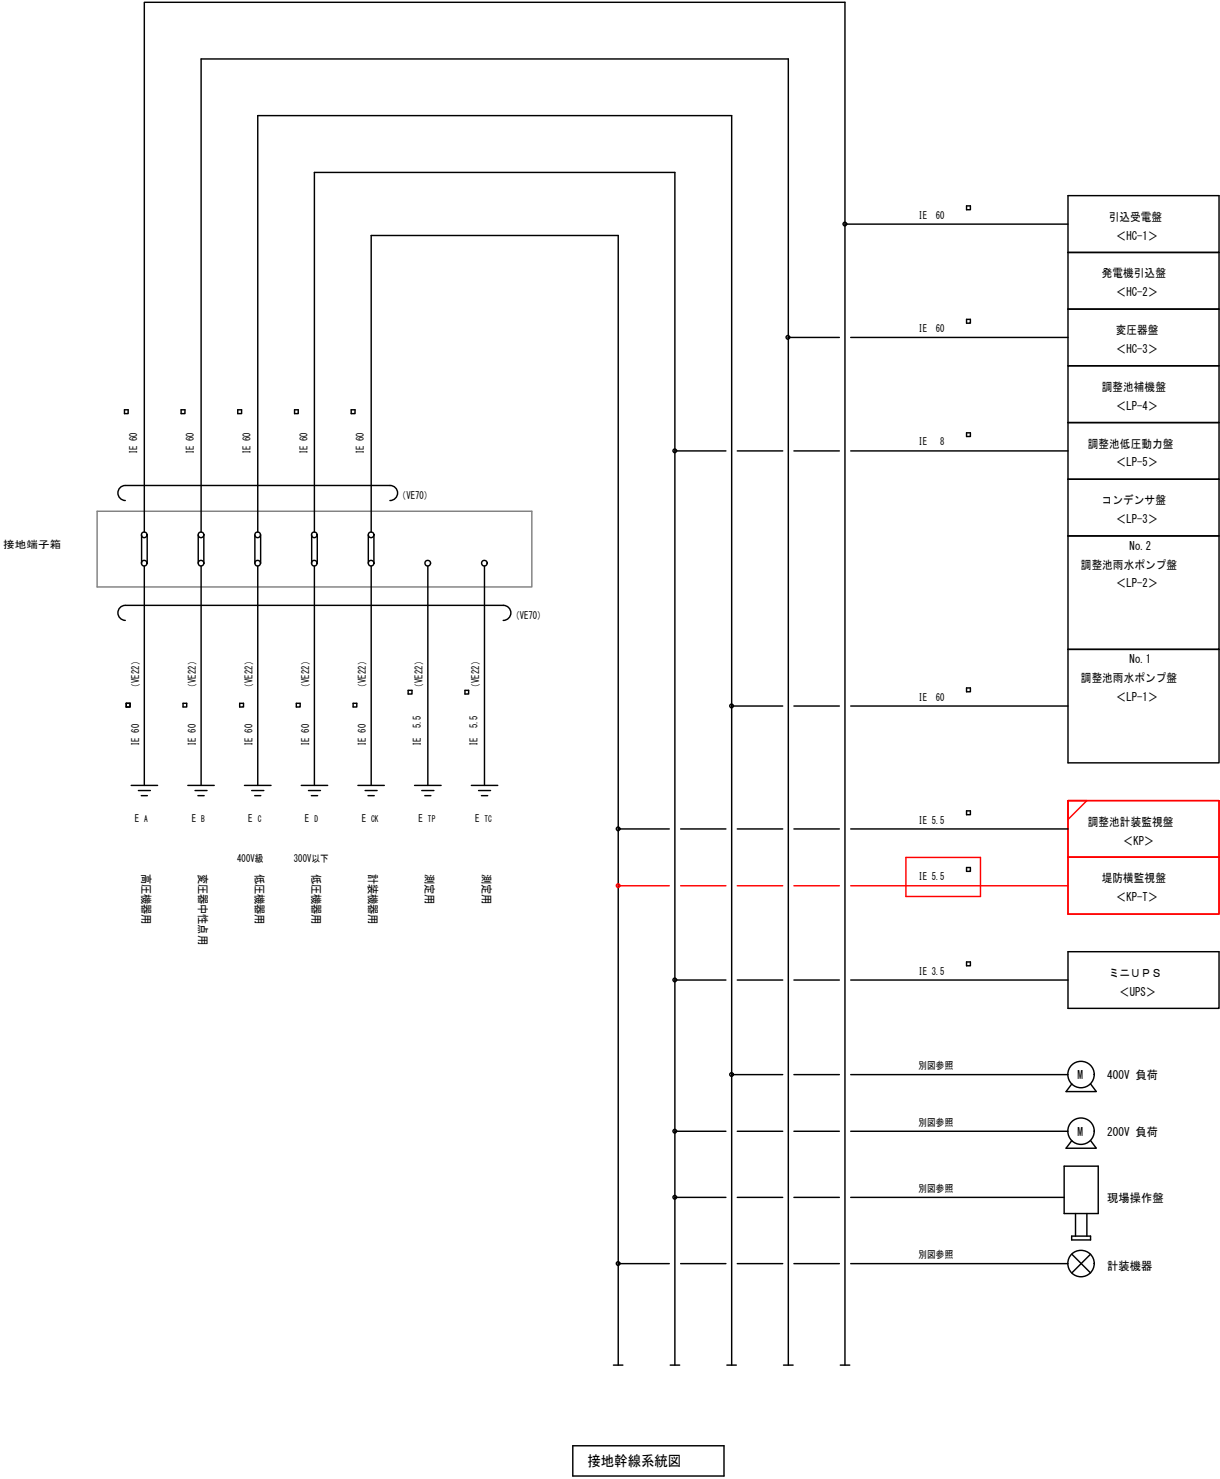 IE 60
引込受電盤
<HC-1>
発電機引込盤
<HC-2>
IE 60
変圧器盤
<HC-3>
調整池補機盤
<LP-4>
IE 8
調整池低圧動力盤
<LP-5>
コンデンサ盤
<LP-3>
No.2
調整池雨水ポンプ盤
<LP-2>
No.1
調整池雨水ポンプ盤
<LP-1>
IE 60
IE 60
IE 60
IE 60
IE 60
IE 60
(VE70)
接地端子箱
(VE70)
IE 60 (VE22)
IE 60 (VE22)
IE 60 (VE22)
IE 60 (VE22)
IE 60 (VE22)
IE 5.5 (VE22)
IE 5.5 (VE22)
E A
E B
E C
E D
E CK
E TP
E TC
400V級
300V以下
高圧機器用
変圧器中性点用
低圧機器用
低圧機器用
計装機器用
測定用
測定用
IE 5.5
調整池計装監視盤
<KP>
IE 5.5
堤防横監視盤
<KP-T>
IE 3.5
ミニUPS
<UPS>
別図参照
M
400V 負荷
別図参照
M
200V 負荷
別図参照
現場操作盤
別図参照
計装機器
接地幹線系統図